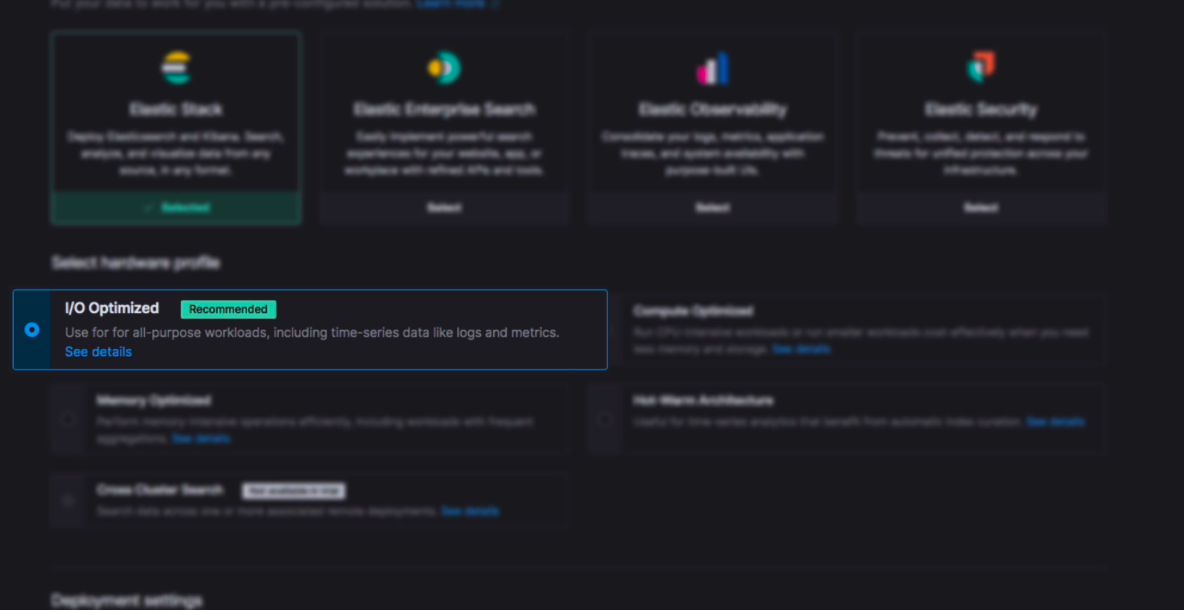 Put your data to work for you with a pre-configured solution. Learn more
Elastic Stack
Deploy Elasticsearch and Kibana. Search,
analyze, and visualize data from any
source, in any format.
Selected
Elastic Enterprise Search
Easily implement powerful search
experiences for your website, app, or
workplace with refined APIs and tools.
Select
Elastic Observability
Consolidate your logs, metrics, application
traces, and system availability with
purpose-built UIs.
Select
Elastic Security
Prevent, collect, detect, and respond to
threats for unified protection across your
infrastructure.
Select
Select hardware profile
I/O Optimized Recommended
Use for for all-purpose workloads, including time-series data like logs and metrics.
See details
Compute Optimized
Run CPU-intensive workloads or run smaller workloads cost-effectively when you need
less memory and storage. See details
Memory Optimized
Perform memory-intensive operations efficiently, including workloads with frequent
aggregations. See details
Hot-Warm Architecture
Useful for time-series analytics that benefit from automatic index curation. See details
Cross Cluster Search Not available in trial
Search data across one or more associated remote deployments. See details
Deployment settings